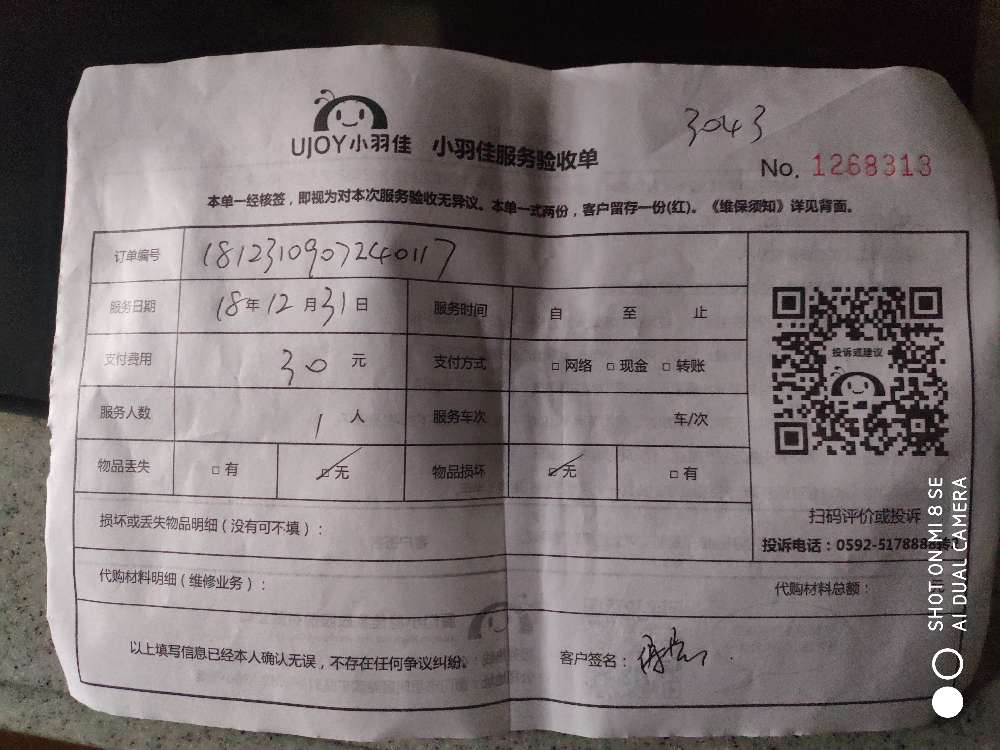 3043
UJOY小羽佳 小羽佳服务验收单
No. 1268313
本单一经核签，即视为对本次服务验收无异议。本单一式两份，客户留存一份(红)。《维保须知》详见背面。
订单编号 18123109072240117
服务日期 18年12月31日 服务时间 自 至 止
投诉或建议
支付费用 30 元 支付方式 □ 网络 □ 现金 □ 转账
服务人数 1 人 服务车次 车/次
物品丢失 □ 有 □ 无 物品损坏 □ 无 □ 有
扫码评价或投诉
损坏或丢失物品明细（没有可不填）：
投诉电话：0592-5178888
代购材料明细（维修业务）： 代购材料总额：
以上填写信息已经本人确认无误，不存在任何争议纠纷。 客户签名：
SHOT ON MI 8 SE
AI DUAL CAMERA